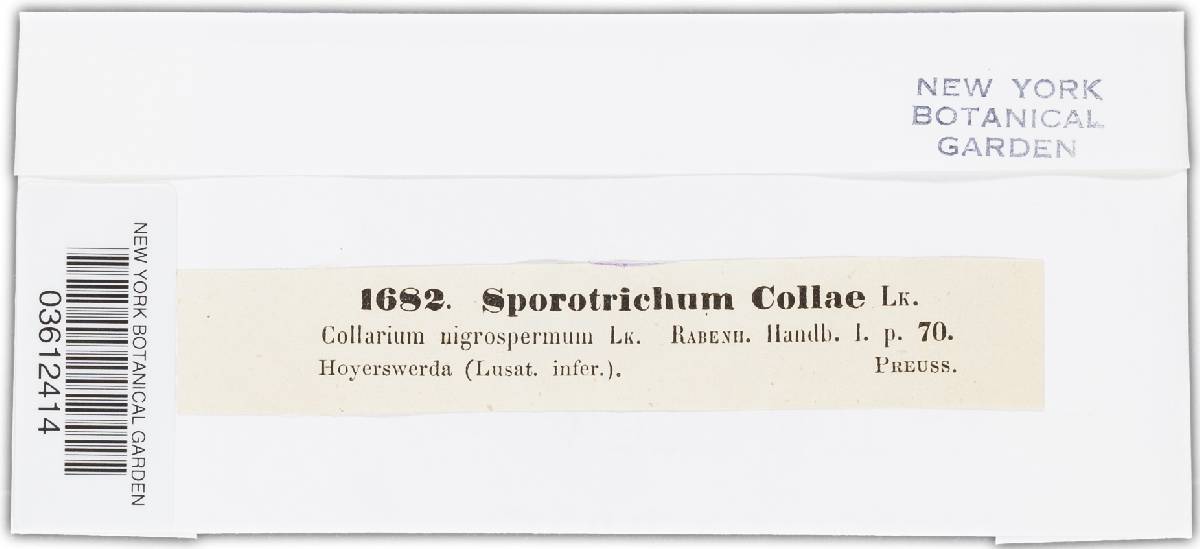 NEW YORK
BOTANICAL
GARDEN
NEW YORK BOTANICAL GARDEN
03612414
1682. Sporotrichum Collae Lk.
Collarium nigrospermum Lk. Rabenh. Handb. I. p. 70.
Hoyerswerda (Lusat. infer.). Preuss.